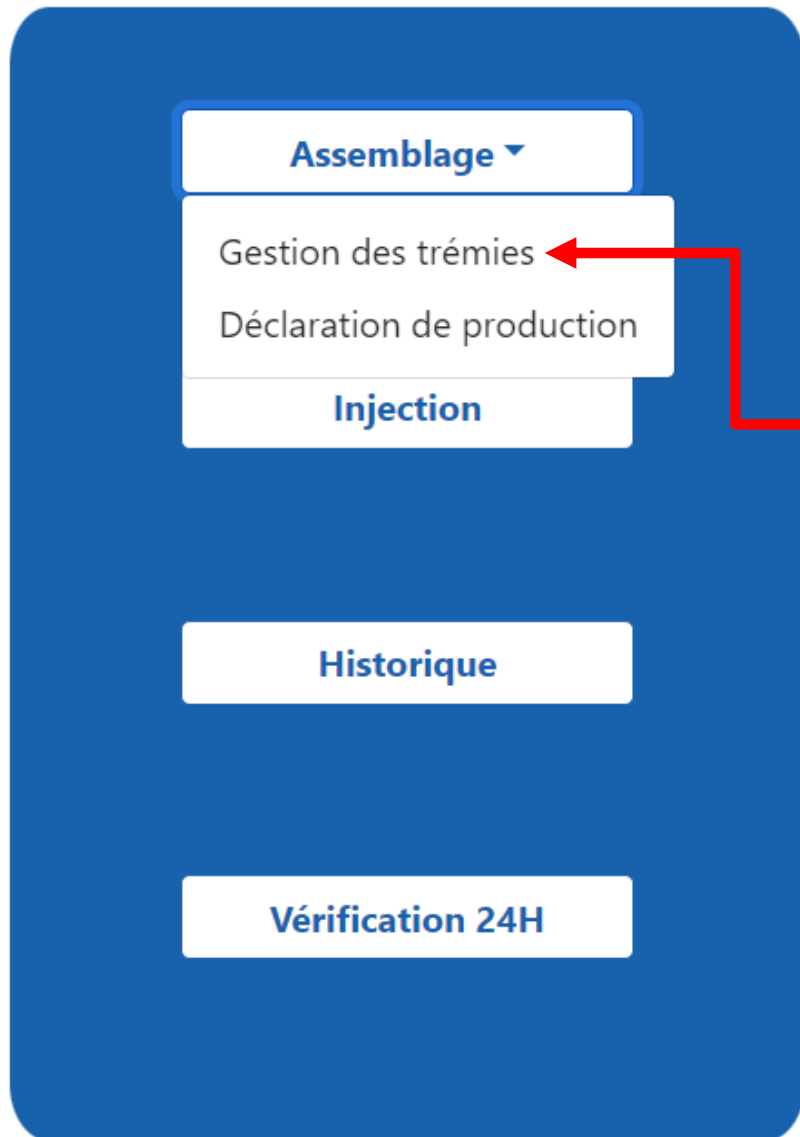 Assemblage
Gestion des trémies
Déclaration de production
Injection
Historique
Vérification 24H